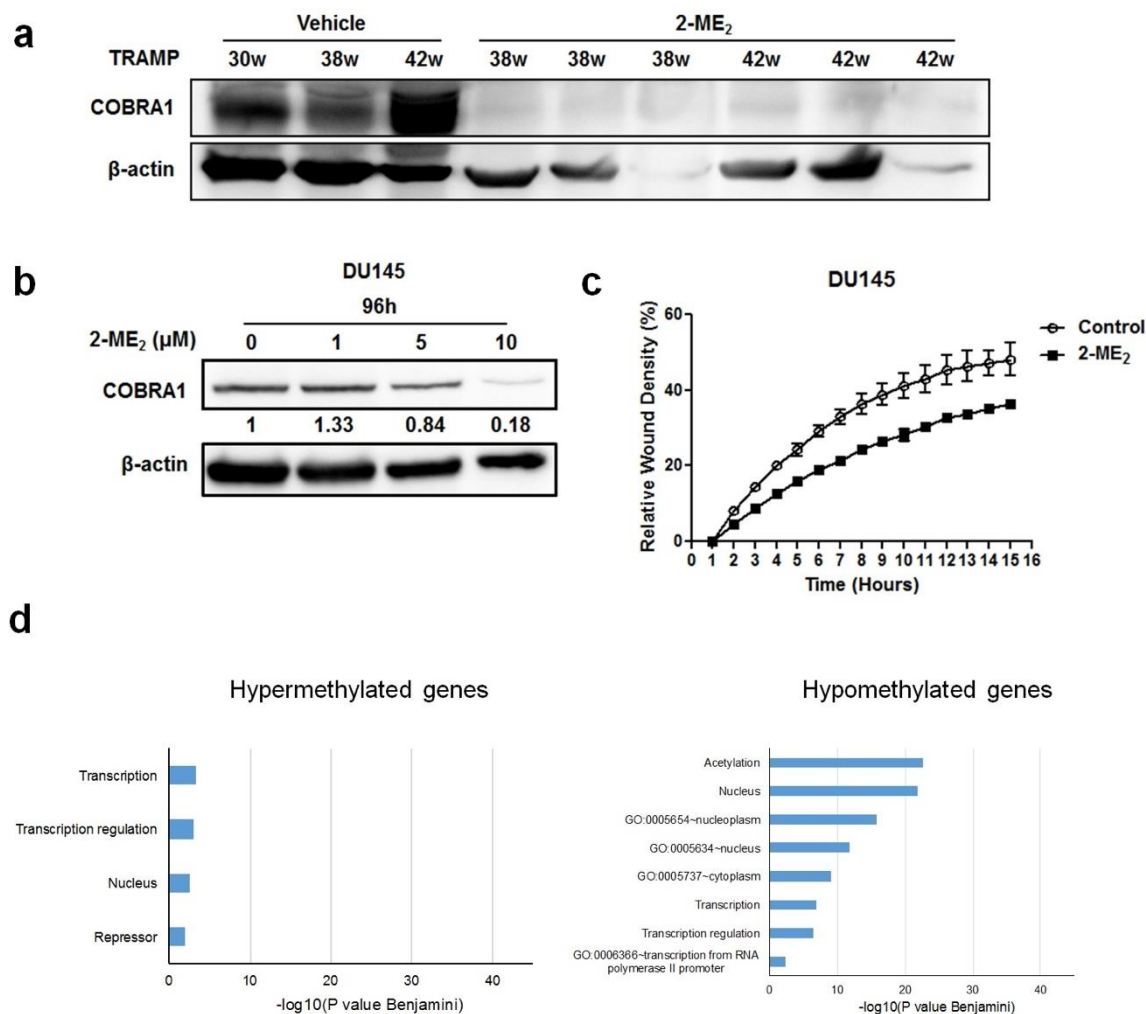 a
Vehicle 2-ME₂
TRAMP 30w 38w 42w 38w 38w 38w 42w 42w 42w
COBRA1
β-actin
b
DU145
96h
2-ME₂ (μM) 0 1 5 10
COBRA1
1 1.33 0.84 0.18
β-actin
c
DU145
Relative Wound Density (%)
60
40
20
0
0 1 2 3 4 5 6 7 8 9 10 11 12 13 14 15 16
Time (Hours)
Control
2-ME₂
d
Hypermethylated genes
Transcription
Transcription regulation
Nucleus
Repressor
0 10 20 30 40
-log10(P value Benjamini)
Hypomethylated genes
Acetylation
Nucleus
GO:0005654~nucleoplasm
GO:0005634~nucleus
GO:0005737~cytoplasm
Transcription
Transcription regulation
GO:0006366~transcription from RNA
polymerase II promoter
0 10 20 30 40
-log10(P value Benjamini)